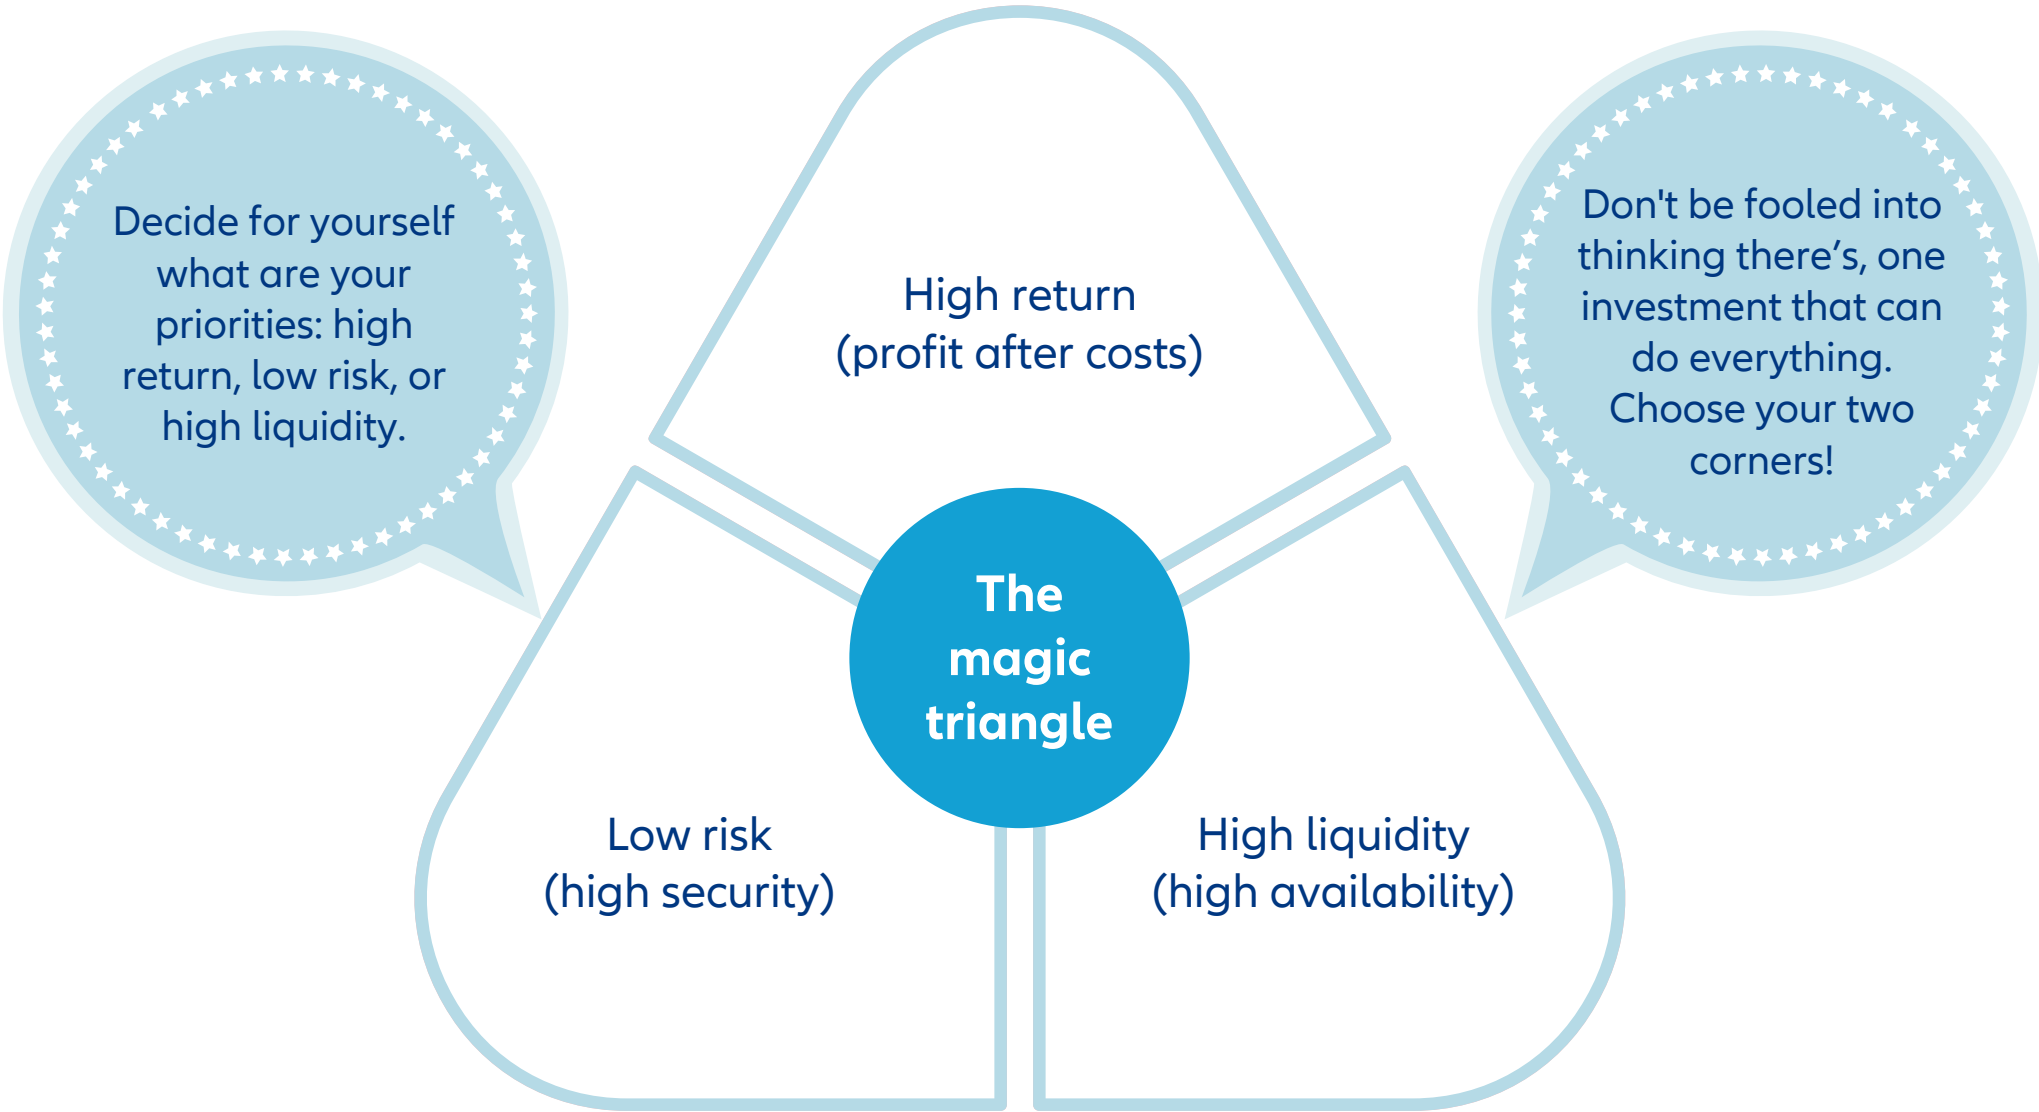 Decide for yourself
what are your
priorities: high
return, low risk, or
high liquidity.
High return
(profit after costs)
Don't be fooled into
thinking there’s, one
investment that can
do everything.
Choose your two
corners!
The
magic
triangle
Low risk
(high security)
High liquidity
(high availability)